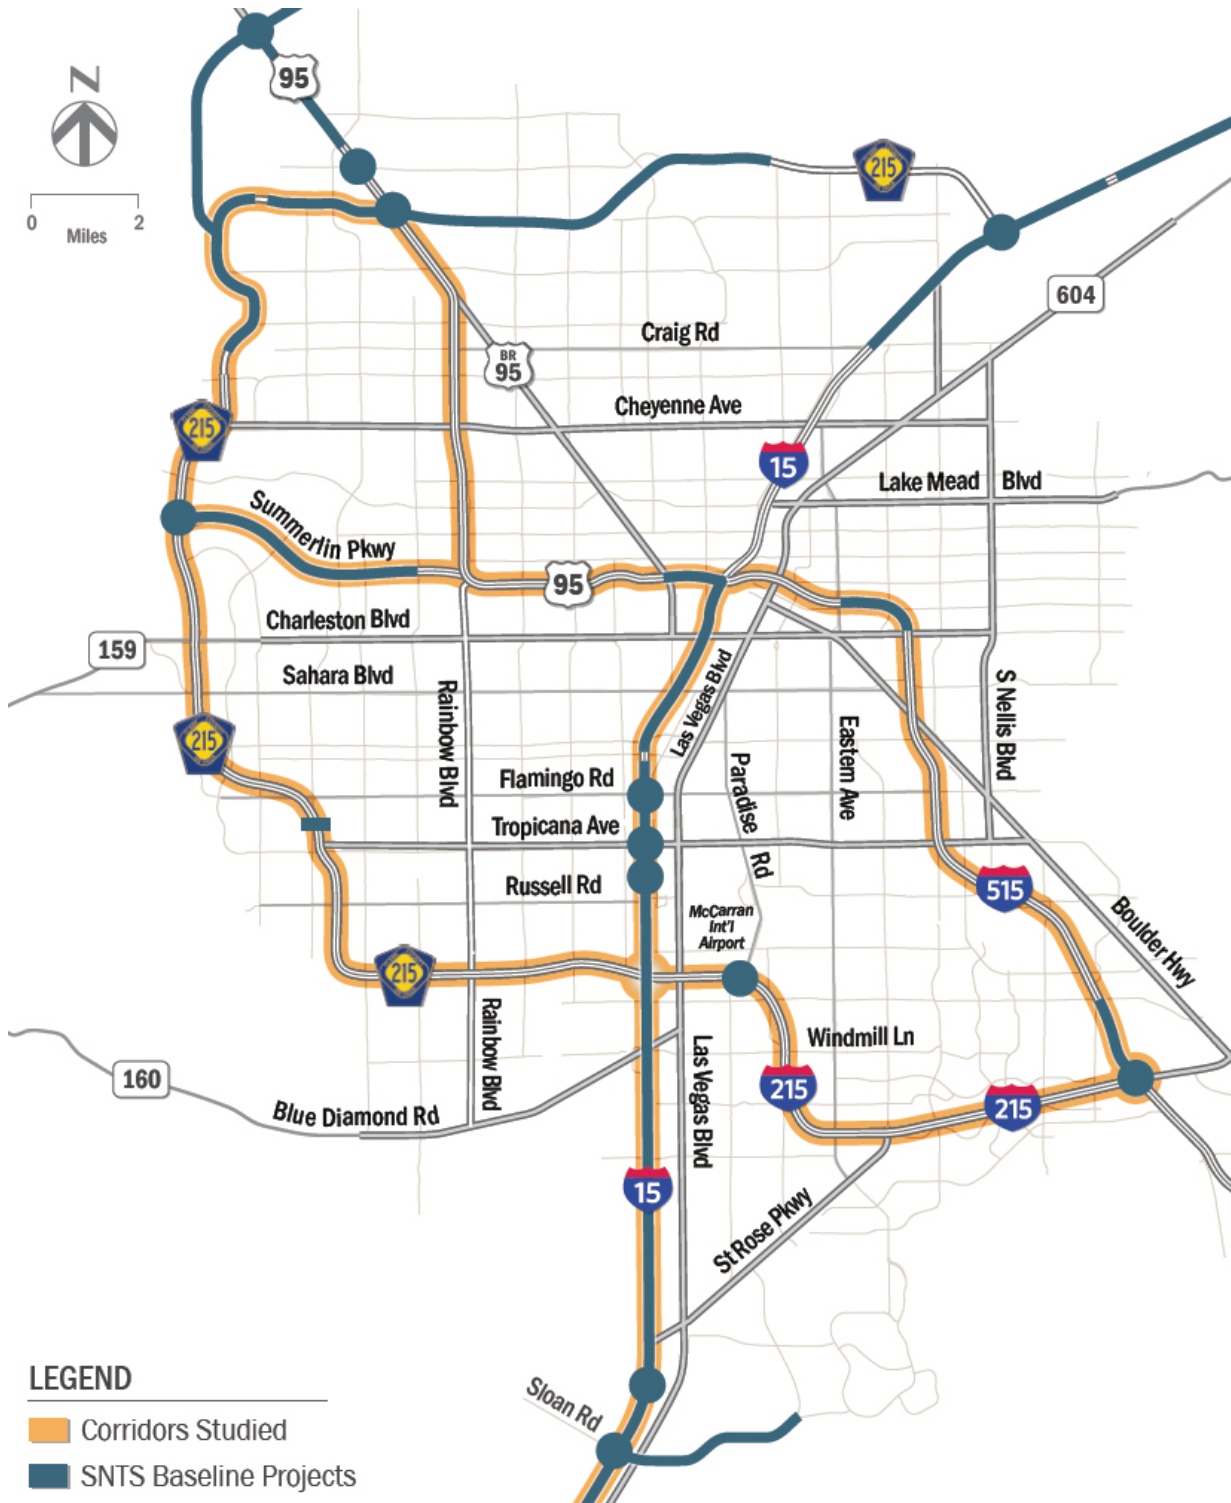 95
N
0
2
Miles
215
604
Craig Rd
BR
95
Cheyenne Ave
215
15
Lake Mead Blvd
Summerlin Pkwy
95
Charleston Blvd
159
Sahara Blvd
Rainbow Blvd
Las Vegas Blvd
S Nellis Blvd
215
Eastern Ave
Paradise Rd
Flamingo Rd
Tropicana Ave
Russell Rd
515
McCarran
Int'l
Airport
Boulder Hwy
215
Rainbow Blvd
Windmill Ln
Las Vegas Blvd
160
215
215
Blue Diamond Rd
15
St Rose Pkwy
Sloan Rd
LEGEND
Corridors Studied
SNTS Baseline Projects